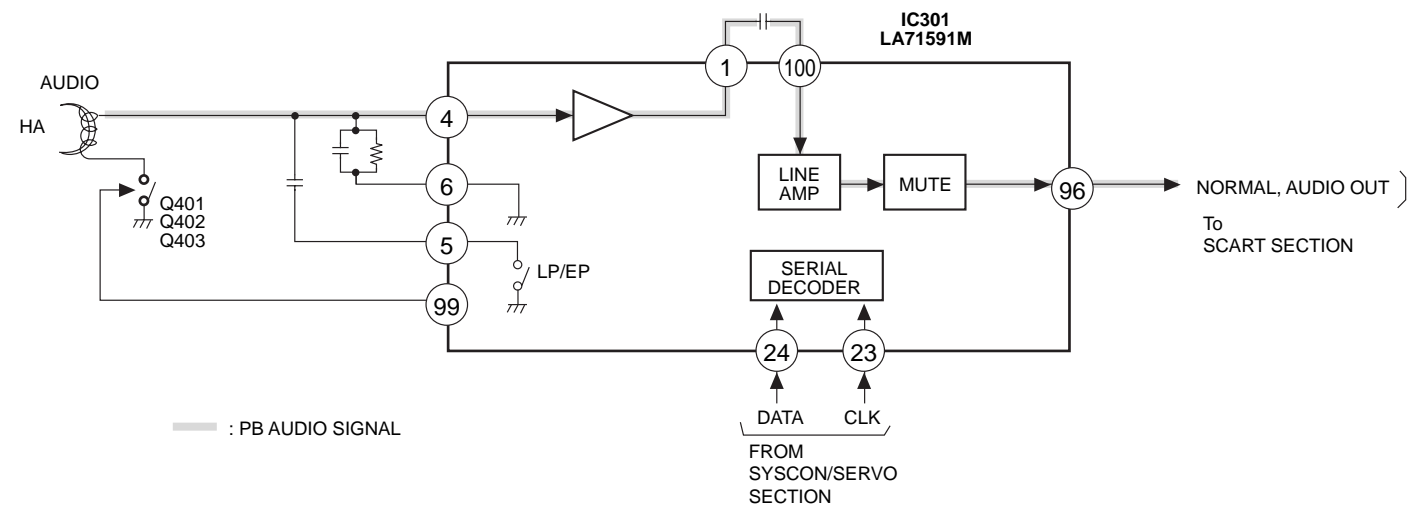 IC301
LA71591M
1
100
AUDIO
HA
4
6
5
99
Q401
Q402
Q403
LP/EP
LINE
AMP
MUTE
96
NORMAL, AUDIO OUT
To
SCART SECTION
SERIAL
DECODER
24
23
DATA
CLK
FROM
SYSCON/SERVO
SECTION
: PB AUDIO SIGNAL